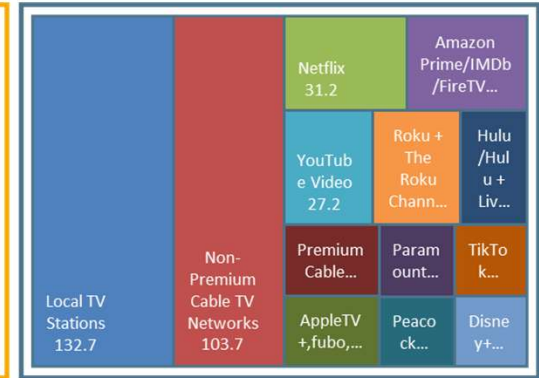 Local TV
Stations
132.7
Non-
Premium
Cable TV
Networks
103.7
Netflix
31.2
Amazon
Prime/IMDb
/FireTV...
YouTub
e Video
27.2
Roku +
The
Roku
Chann...
Hulu
/Hul
u +
Liv...
Premium
Cable...
Param
ount...
TikTo
k...
AppleTV
+,fubo,...
Peaco
ck...
Disne
y+...